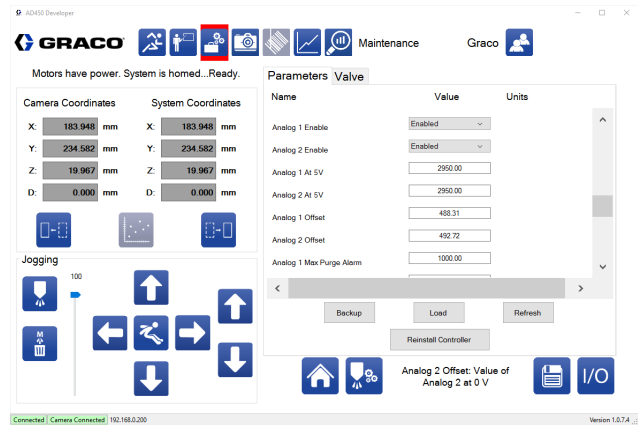 AD450 Developer
GRACO
Maintenance
Graco
Motors have power. System is homed...Ready.
Parameters Valve
Camera Coordinates System Coordinates
X: 183.948 mm X: 183.948 mm
Y: 234.582 mm Y: 234.582 mm
Z: 19.967 mm Z: 19.967 mm
D: 0.000 mm D: 0.000 mm
Jogging
100
M
Name Value Units
Analog 1 Enable Enabled
Analog 2 Enable Enabled
Analog 1 At 5V 2950.00
Analog 2 At 5V 2950.00
Analog 1 Offset 488.31
Analog 2 Offset 492.72
Analog 1 Max Purge Alarm 1000.00
Backup Load Refresh
Reinstall Controller
Analog 2 Offset: Value of
Analog 2 at 0 V
I/O
Connected Camera Connected 192.168.0.200 Version 1.0.7.4